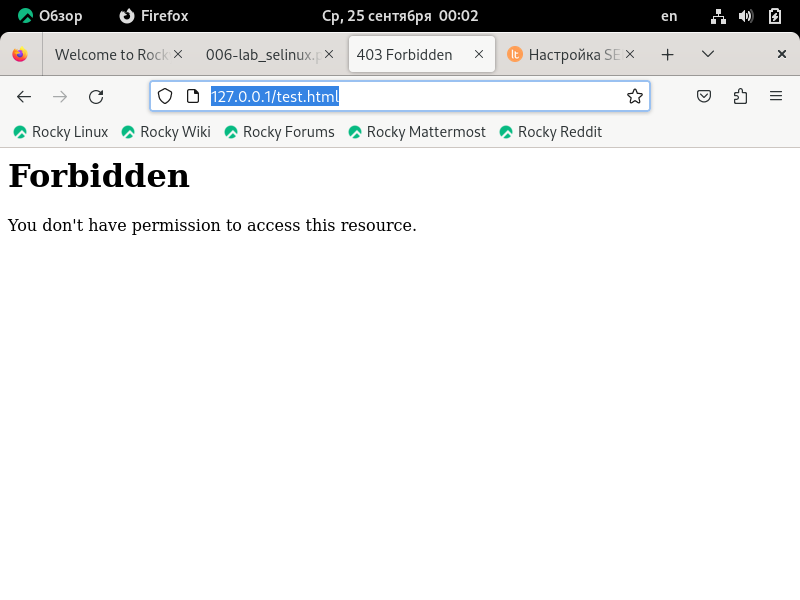 Обзор Firefox Ср, 25 сентября 00:02 en
Welcome to Rock 006-lab_selinux.p 403 Forbidden lt Настройка SE
127.0.0.1/test.html
Rocky Linux Rocky Wiki Rocky Forums Rocky Mattermost Rocky Reddit
Forbidden
You don't have permission to access this resource.